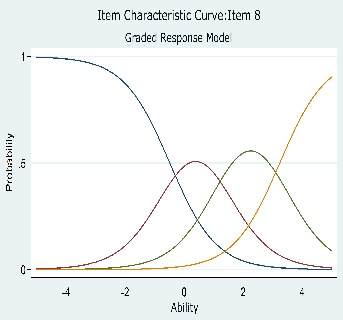 Item Characteristic Curve:Item 8
Graded Response Model
Probability
1
.5
0
-4 -2 0 2 4
Ability